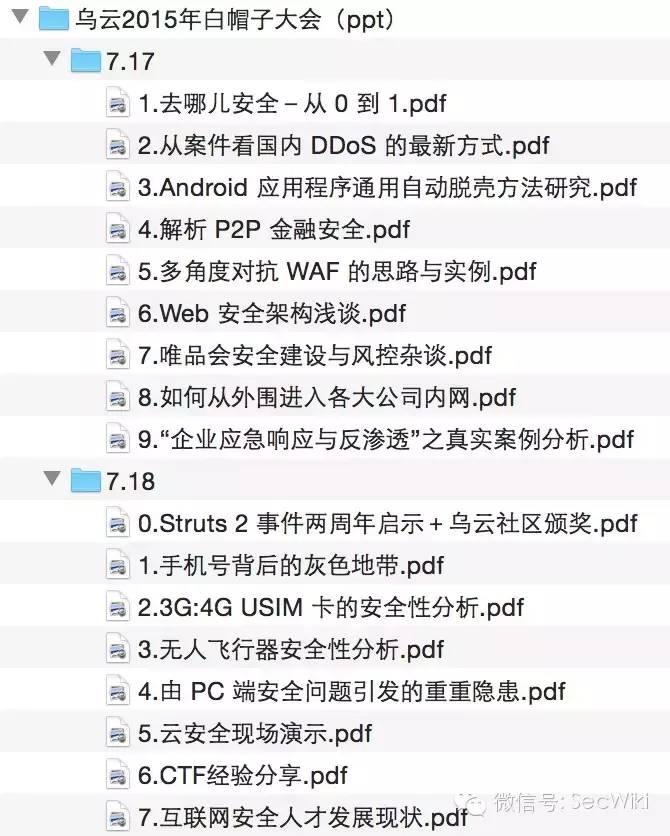 乌云2015年白帽子大会（ppt）
7.17
1.去哪儿安全 – 从 0 到 1.pdf
2.从案件看国内 DDoS 的最新方式.pdf
3.Android 应用程序通用自动脱壳方法研究.pdf
4.解析 P2P 金融安全.pdf
5.多角度对抗 WAF 的思路与实例.pdf
6.Web 安全架构浅谈.pdf
7.唯品会安全建设与风控杂谈.pdf
8.如何从外围进入各大公司内网.pdf
9.“企业应急响应与反渗透”之真实案例分析.pdf
7.18
0.Struts 2 事件两周年启示＋乌云社区颁奖.pdf
1.手机号背后的灰色地带.pdf
2.3G:4G USIM 卡的安全性分析.pdf
3.无人飞行器安全性分析.pdf
4.由 PC 端安全问题引发的重重隐患.pdf
5.云安全现场演示.pdf
6.CTF经验分享.pdf
7.互联网安全人才发展现状.pdf
微信号: SecWiki